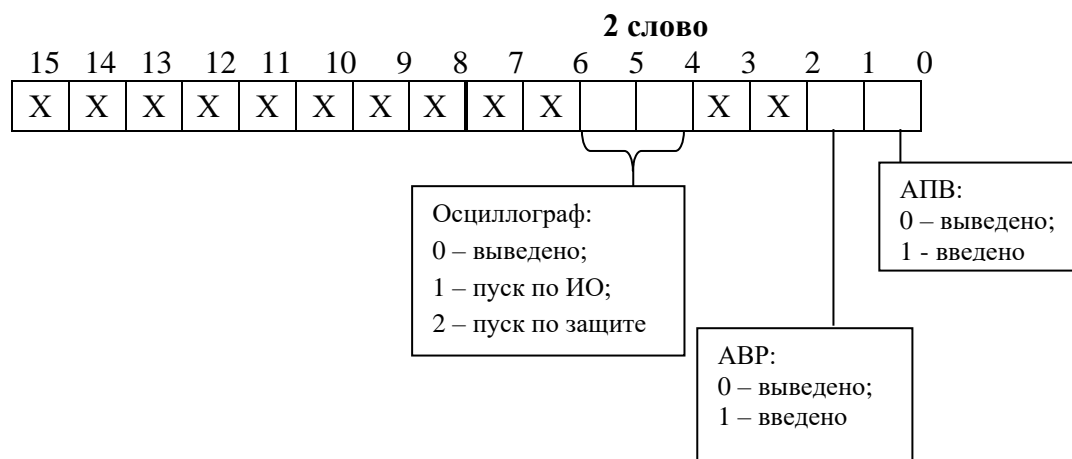 2 слово
15 14 13 12 11 10 9 8 7 6 5 4 3 2 1 0
X X X X X X X X X X X X
Осциллограф:
0 – выведено;
1 – пуск по ИО;
2 – пуск по защите
АПВ:
0 – выведено;
1 - введено
АВР:
0 – выведено;
1 – введено